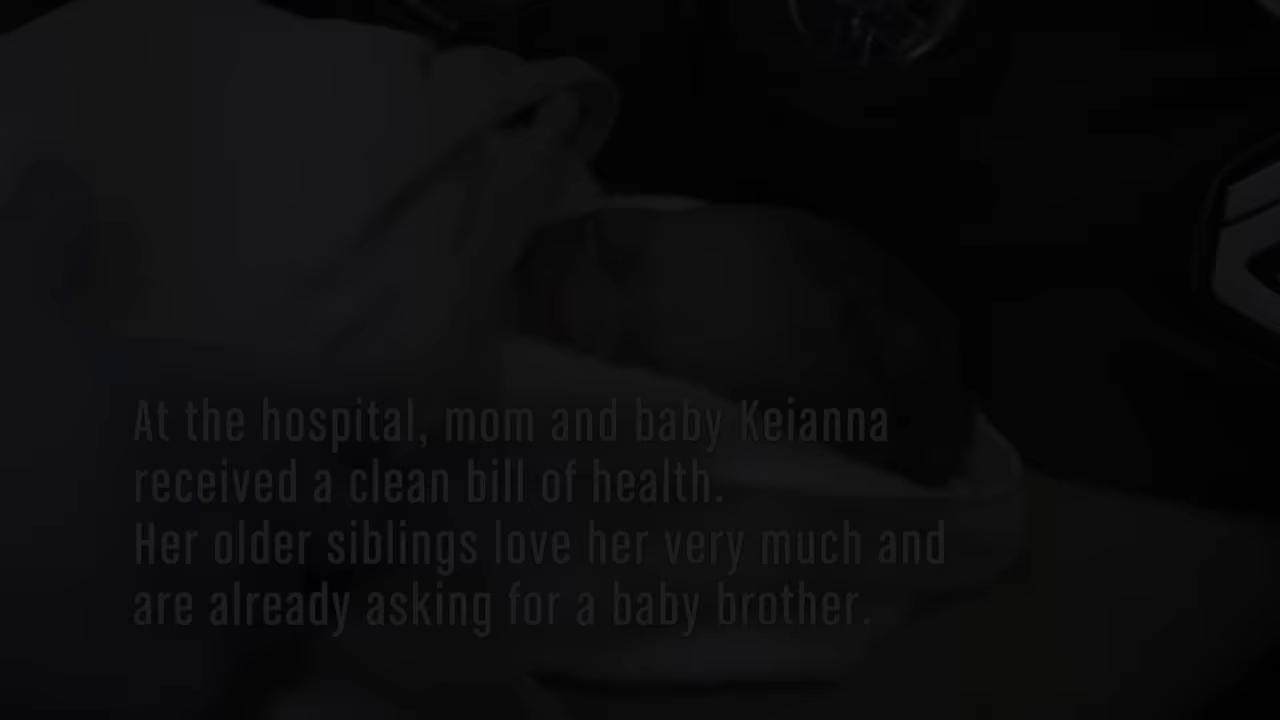 At the hospital, mom and baby Keianna
received a clean bill of health.
Her older siblings love her very much and
are already asking for a baby brother.